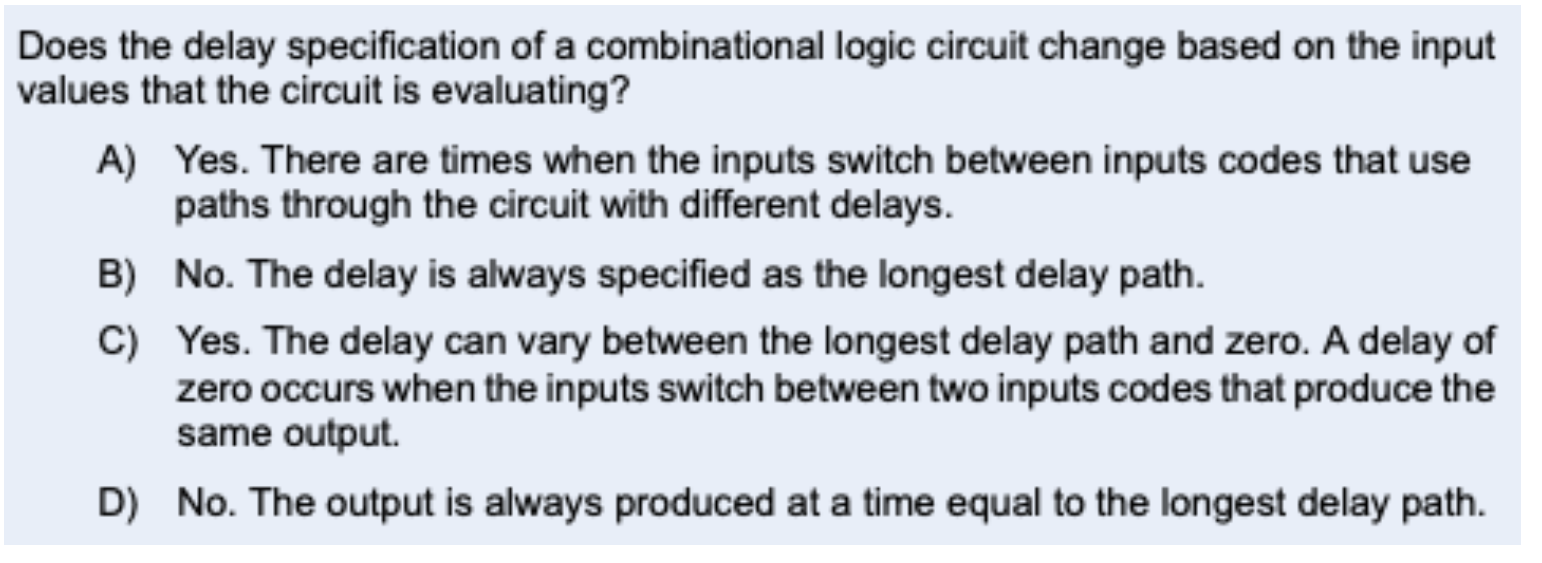 Does the delay specification of a combinational logic circuit change based on the input
values that the circuit is evaluating?
A) Yes. There are times when the inputs switch between inputs codes that use
paths through the circuit with different delays.
B) No. The delay is always specified as the longest delay path.
C) Yes. The delay can vary between the longest delay path and zero. A delay of
zero occurs when the inputs switch between two inputs codes that produce the
same output.
D) No. The output is always produced at a time equal to the longest delay path.